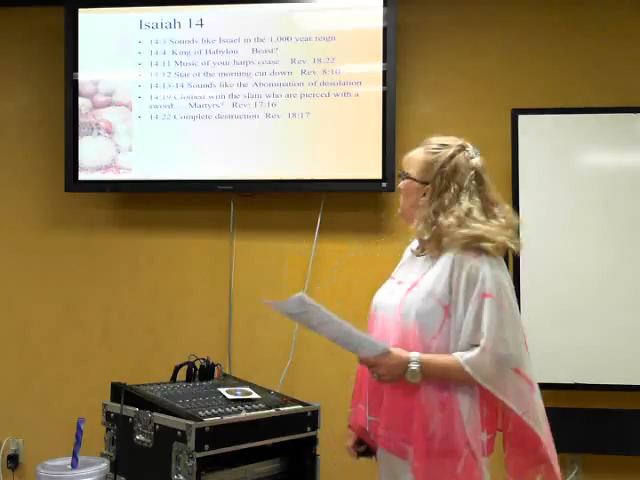 Isaiah 14
• 14:3 Sounds like Israel in the 1,000 year reign
• 14:4 King of Babylon Beast?
• 14:11 Music of your harps cease Rev. 18:22
• 14:12 Star of the morning cut down Rev. 8:10
• 14:13-14 Sounds like the Abomination of desolation
• 14:19 Clothed with the slain who are pierced with a
sword.... Martyrs? Rev. 17:16
• 14:22 Complete destruction Rev. 18:17